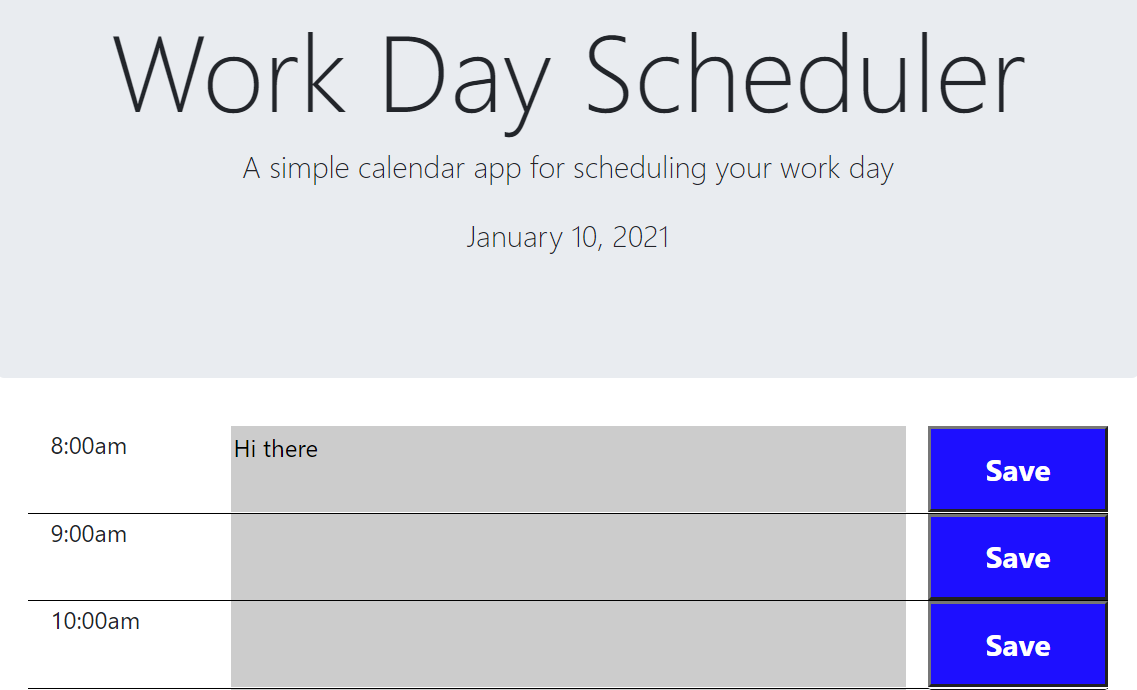 Work Day Scheduler
A simple calendar app for scheduling your work day
January 10, 2021
8:00am Hi there Save
9:00am Save
10:00am Save